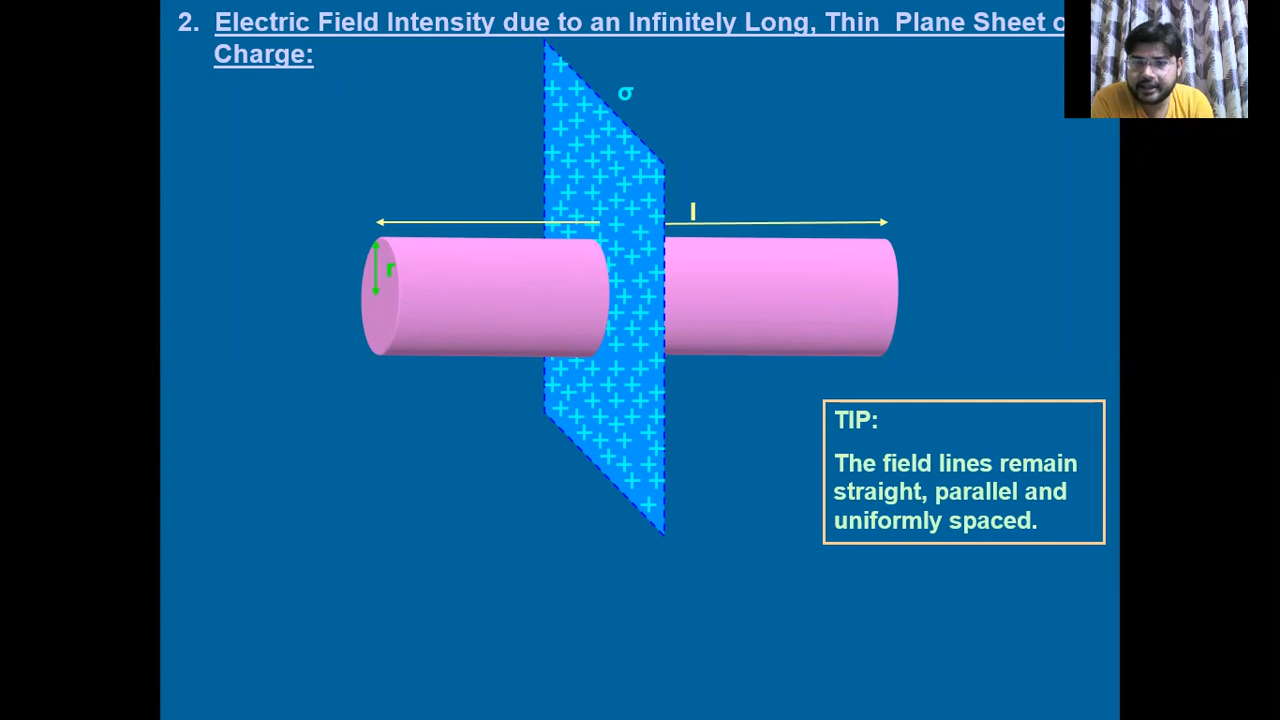 2. Electric Field Intensity due to an Infinitely Long, Thin Plane Sheet
Charge:
σ
l
r
TIP:
The field lines remain
straight, parallel and
uniformly spaced.